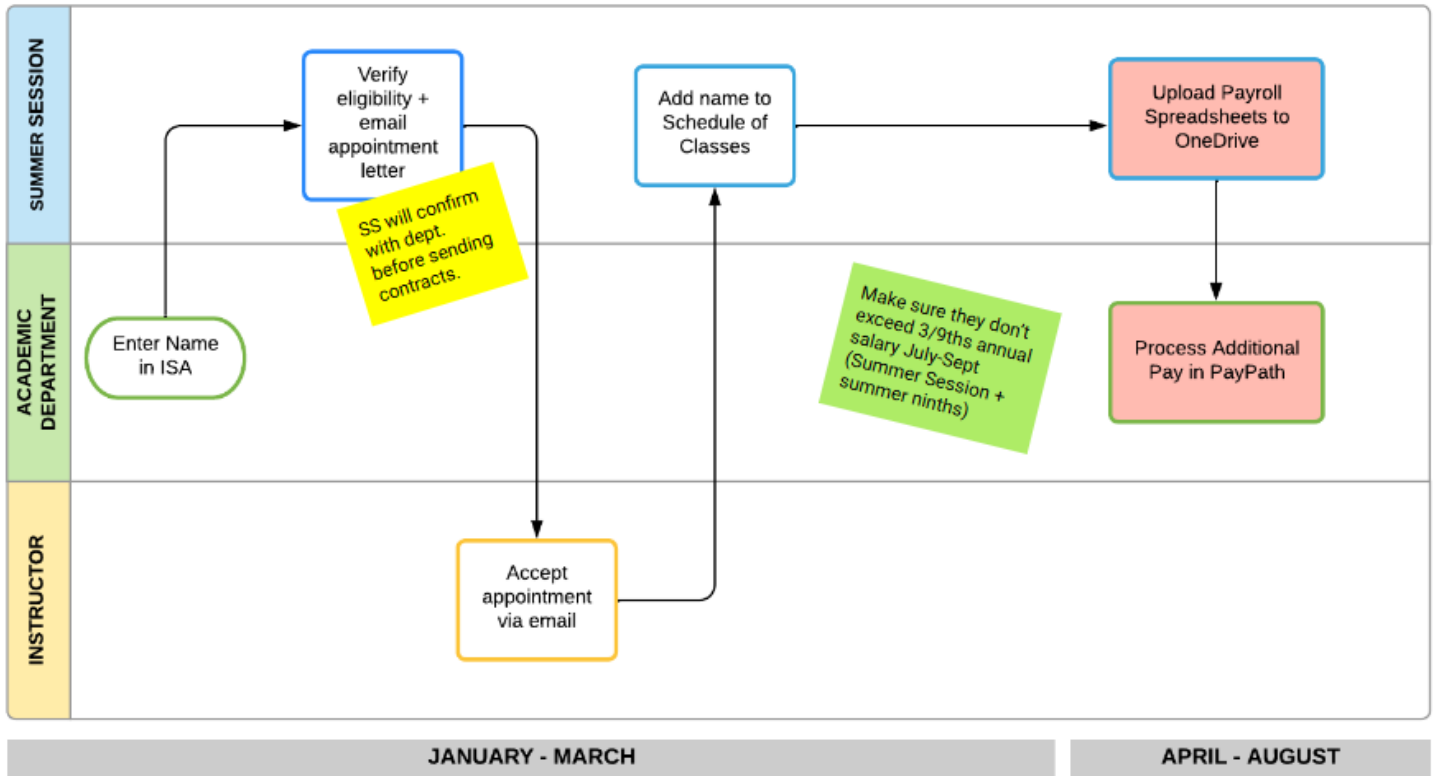 SUMMER SESSION
Verify
eligibility +
email
appointment
letter
SS will confirm
with dept.
before sending
contracts.
Add name to
Schedule of
Classes
Upload Payroll
Spreadsheets to
OneDrive
ACADEMIC
DEPARTMENT
Enter Name
in ISA
Make sure they don't
exceed 3/9ths annual
salary July-Sept
(Summer Session +
summer ninths)
Process Additional
Pay in PayPath
INSTRUCTOR
Accept
appointment
via email
JANUARY - MARCH
APRIL - AUGUST